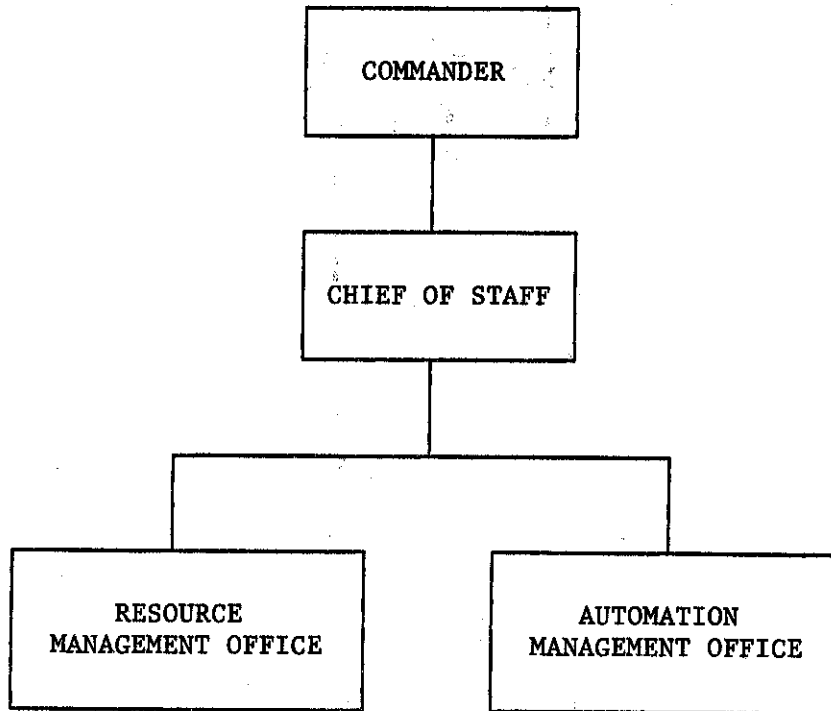 COMMANDER
CHIEF OF STAFF
RESOURCE
MANAGEMENT OFFICE
AUTOMATION
MANAGEMENT OFFICE